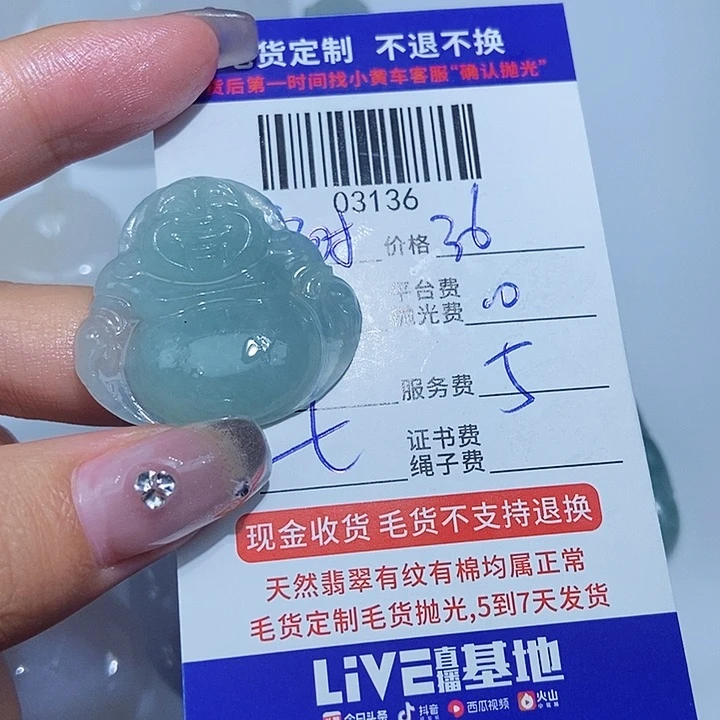 货定制 不退不换
货后第一时间找小黄车客服“确认抛光”
03136
价格 36
平台费
抛光费 00
服务费 5
证书费
绳子费
现金收货 毛货不支持退换
天然翡翠有纹有棉均属正常
毛货定制毛货抛光,5到7天发货
LiVE直播基地
今日头条 抖音 西瓜视频 火山